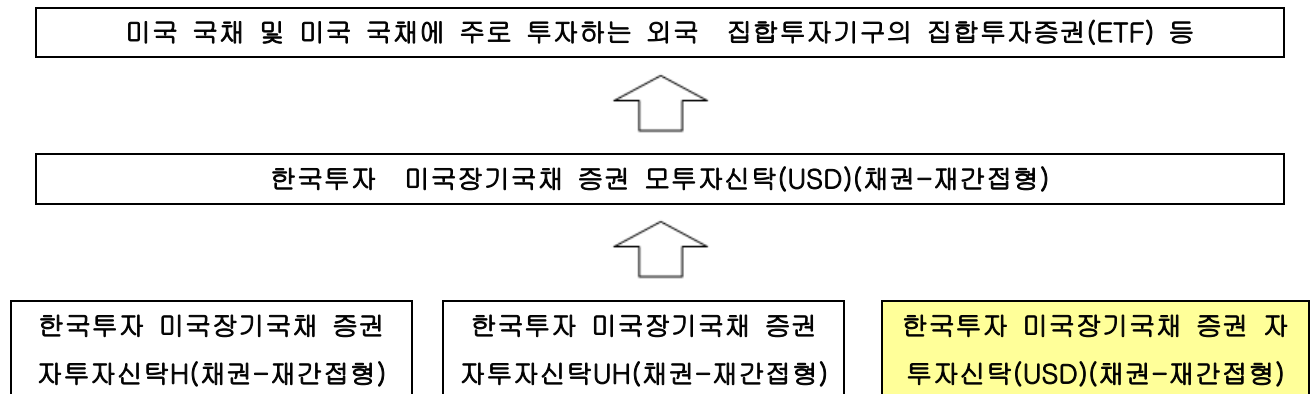 미국 국채 및 미국 국채에 주로 투자하는 외국 집합투자기구의 집합투자증권(ETF) 등
한국투자 미국장기국채 증권 모투자신탁(USD)(채권-재간접형)
한국투자 미국장기국채 증권
자투자신탁H(채권-재간접형)
한국투자 미국장기국채 증권
자투자신탁UH(채권-재간접형)
한국투자 미국장기국채 증권 자
투자신탁(USD)(채권-재간접형)